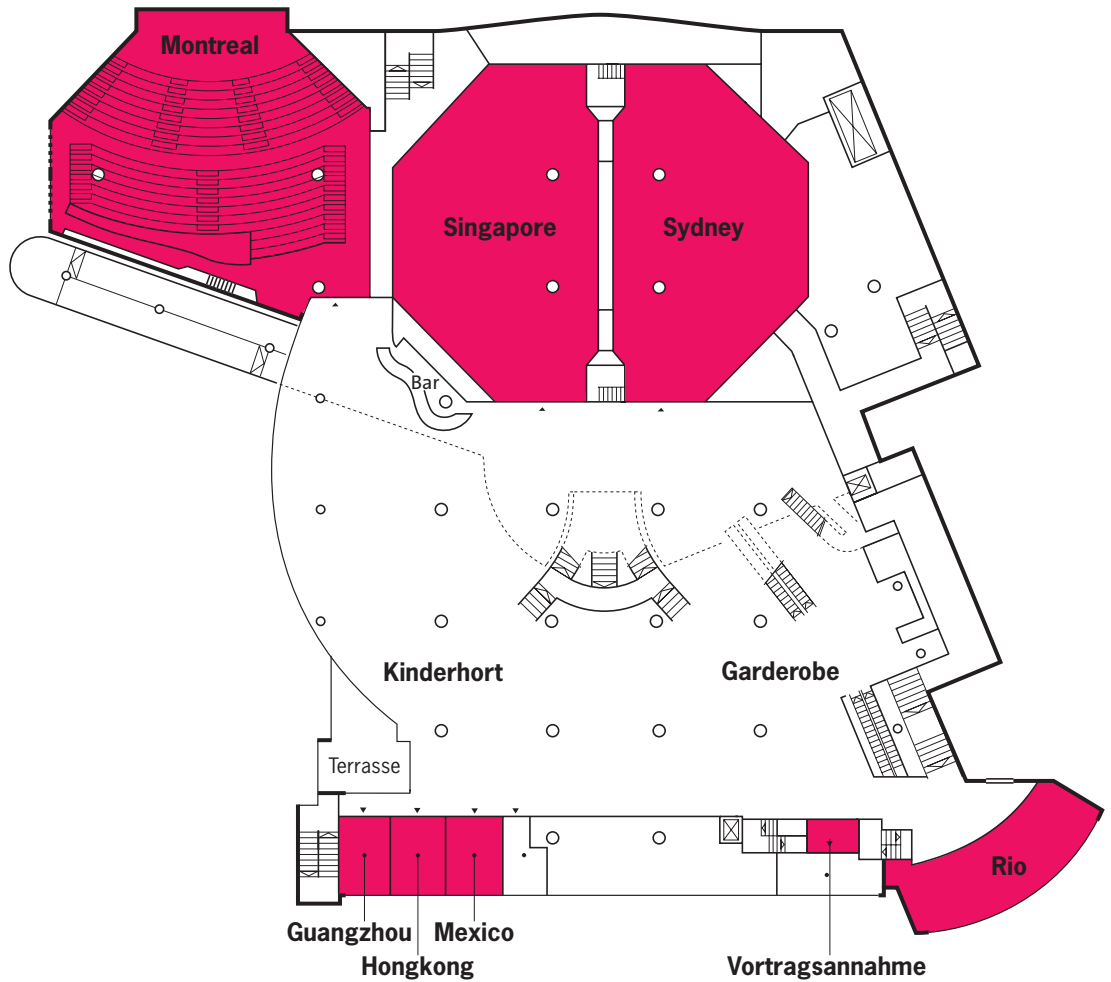 Montreal
Singapore
Sydney
Bar
Kinderhort
Garderobe
Terrasse
Rio
Guangzhou
Mexico
Hongkong
Vortragsannahme